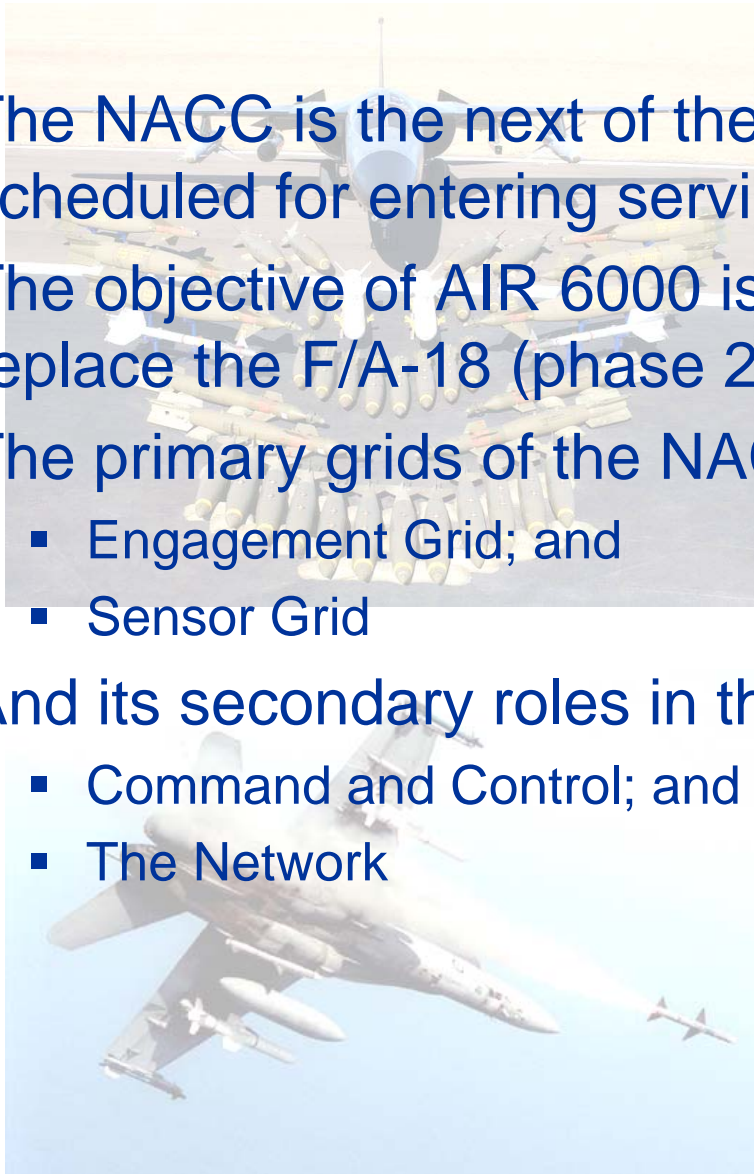 he NACC is the next of the
cheduled for entering servi
he objective of AIR 6000 is
eplace the F/A-18 (phase 2
he primary grids of the NA
▪ Engagement Grid; and
▪ Sensor Grid
And its secondary roles in th
▪ Command and Control; and
▪ The Network